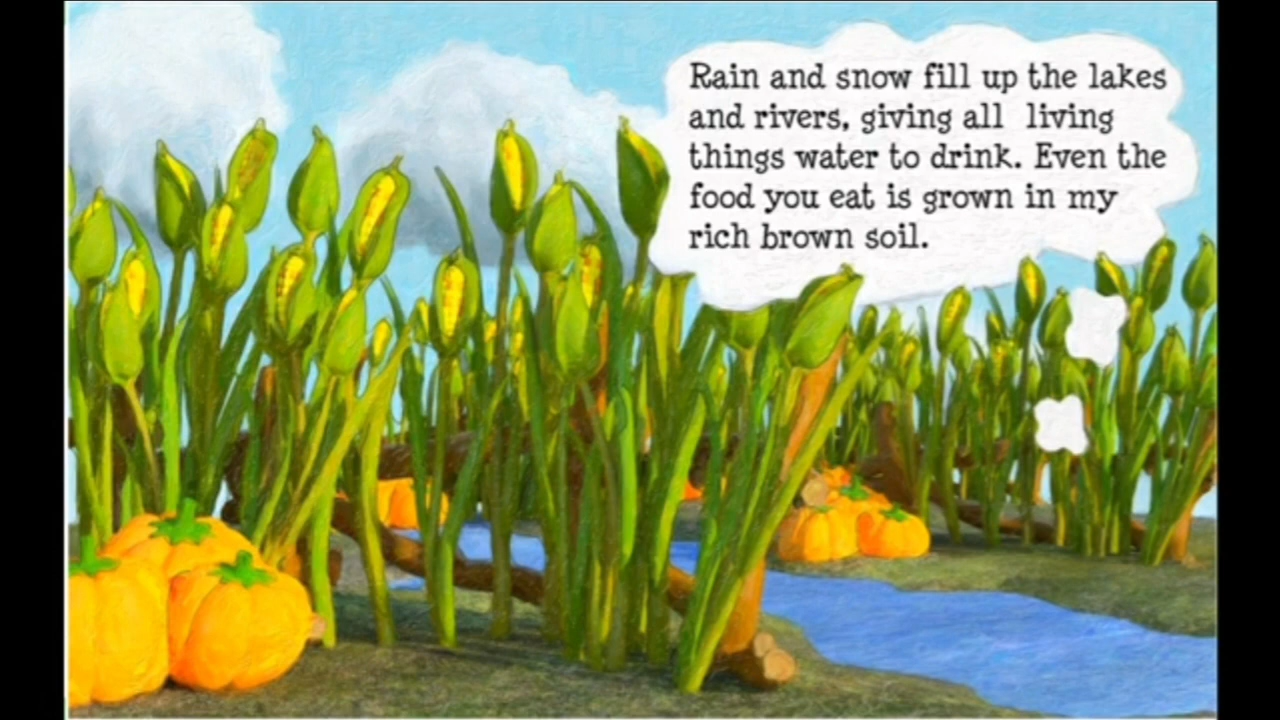 Rain and snow fill up the lakes
and rivers, giving all living
things water to drink. Even the
food you eat is grown in my
rich brown soil.